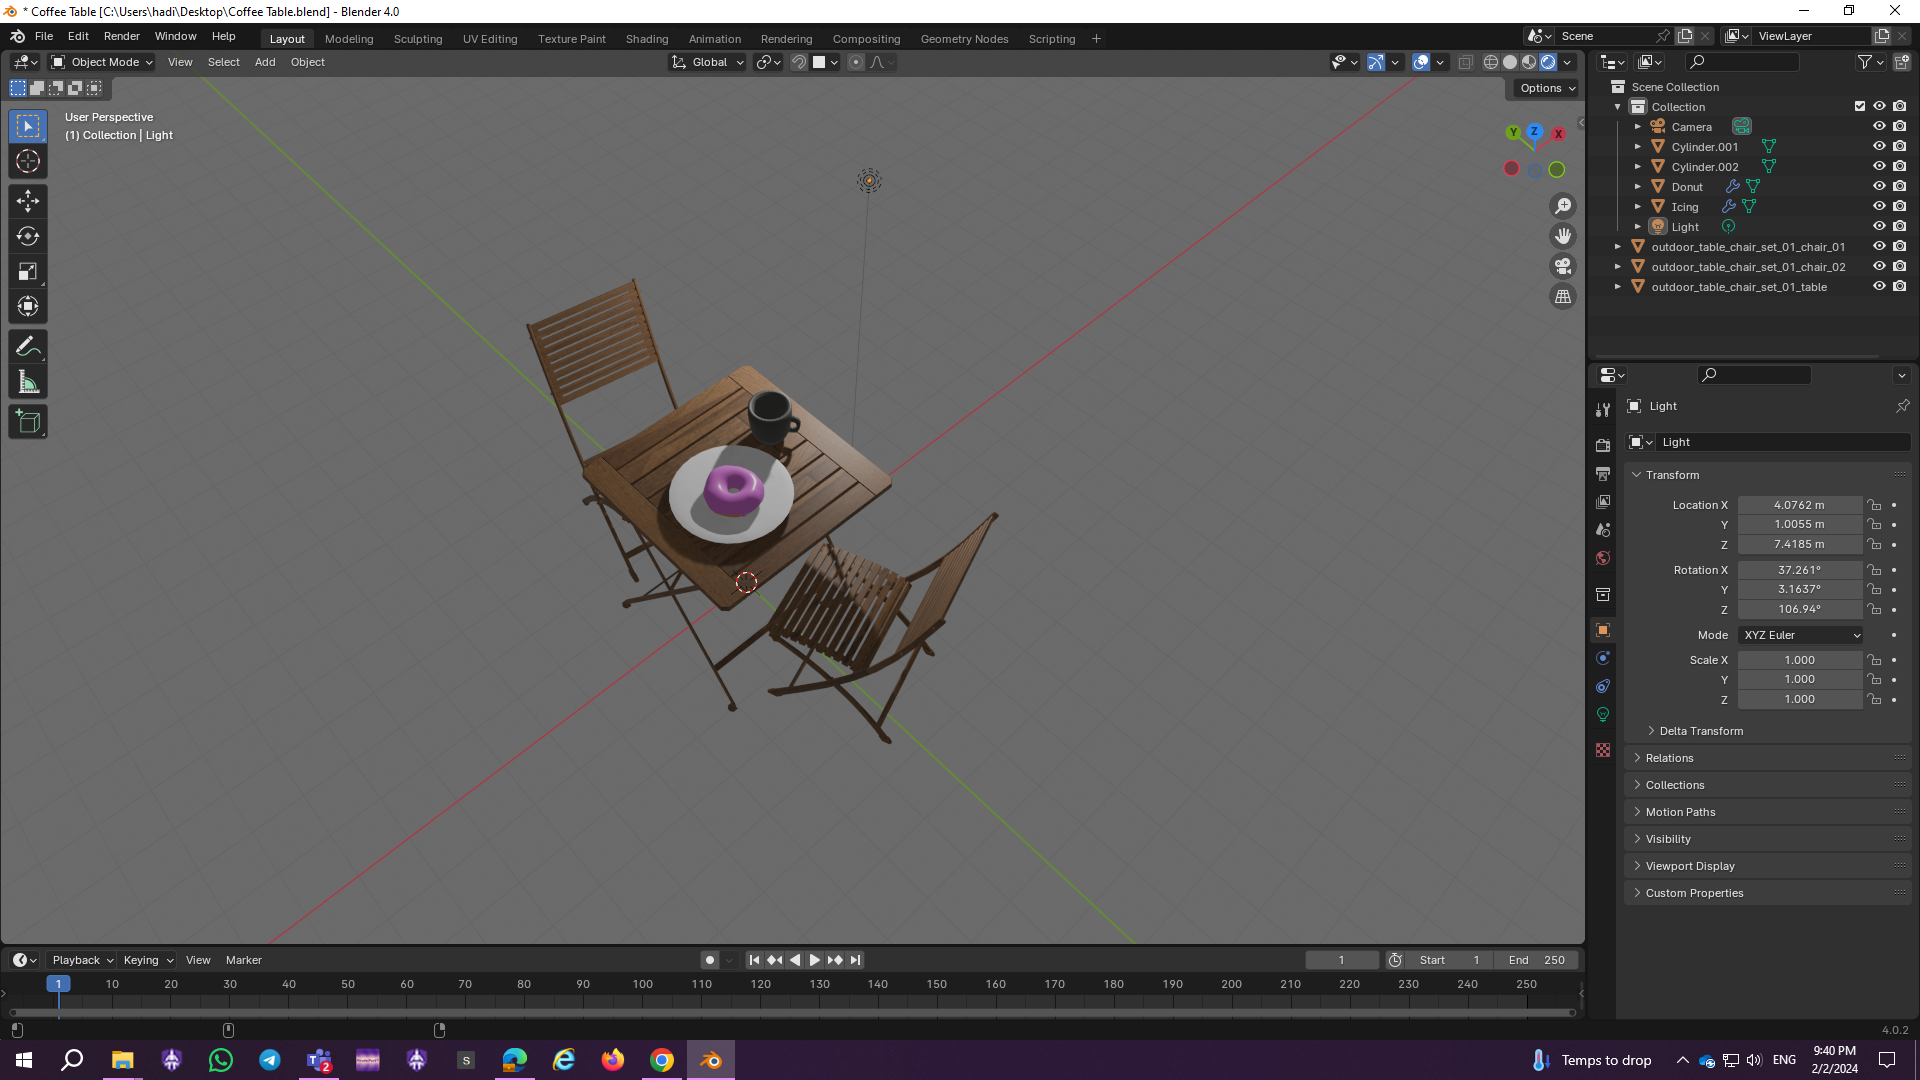 * Coffee Table [C:\Users\hadi\Desktop\Coffee Table.blend] - Blender 4.0
File Edit Render Window Help Layout Modeling Sculpting UV Editing Texture Paint Shading Animation Rendering Compositing Geometry Nodes Scripting + Scene ViewLayer
Object Mode View Select Add Object Global
Options
User Perspective
(1) Collection | Light
Y Z X
Scene Collection
Collection
Camera
Cylinder.001
Cylinder.002
Donut
Icing
Light
outdoor_table_chair_set_01_chair_01
outdoor_table_chair_set_01_chair_02
outdoor_table_chair_set_01_table
Light
Light
Transform
Location X 4.0762 m
Y 1.0055 m
Z 7.4185 m
Rotation X 37.261°
Y 3.1637°
Z 106.94°
Mode XYZ Euler
Scale X 1.000
Y 1.000
Z 1.000
Delta Transform
Relations
Collections
Motion Paths
Visibility
Viewport Display
Custom Properties
Playback Keying View Marker 1 Start 1 End 250
1 10 20 30 40 50 60 70 80 90 100 110 120 130 140 150 160 170 180 190 200 210 220 230 240 250
4.0.2
2 S Temps to drop ENG 9:40 PM
2/2/2024